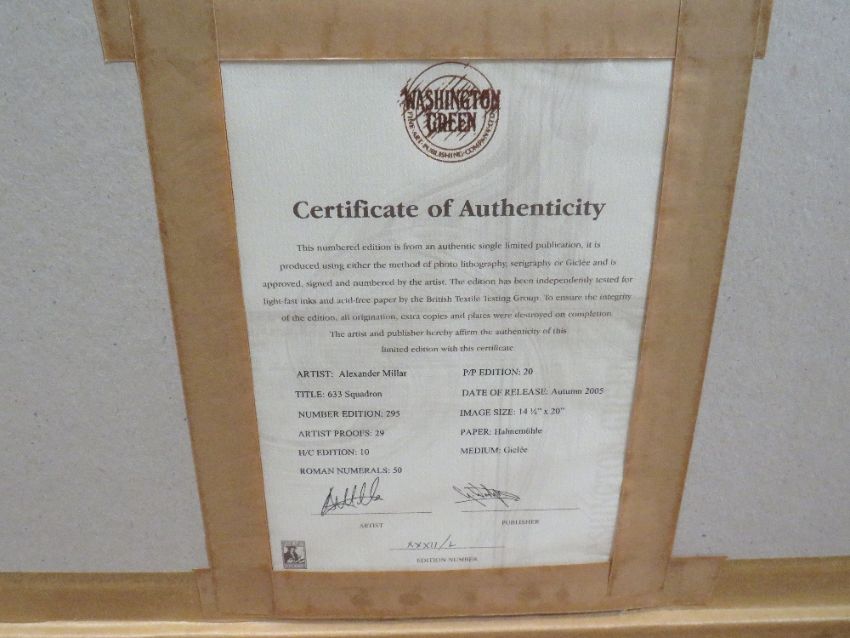 WASHINGTON
GREEN
FINE·ART·PUBLISHING·COMPANY·LTD
Certificate of Authenticity
This numbered edition is from an authentic single limited publication, it is
produced using either the method of photo lithography, serigraphy or Giclée and is
approved, signed and numbered by the artist. The edition has been independently tested for
light-fast inks and acid-free paper by the British Textile Testing Group. To ensure the integrity
of the edition, all origination, extra copies and plates were destroyed on completion.
The artist and publisher hereby affirm the authenticity of this
limited edition with this certificate
ARTIST: Alexander Millar
P/P EDITION: 20
TITLE: 633 Squadron
DATE OF RELEASE: Autumn 2005
NUMBER EDITION: 295
IMAGE SIZE: 14 ¼” x 20”
ARTIST PROOFS: 29
PAPER: Hahnemühle
H/C EDITION: 10
MEDIUM: Giclée
ROMAN NUMERALS: 50
ARTIST
PUBLISHER
XXXII/L
EDITION NUMBER